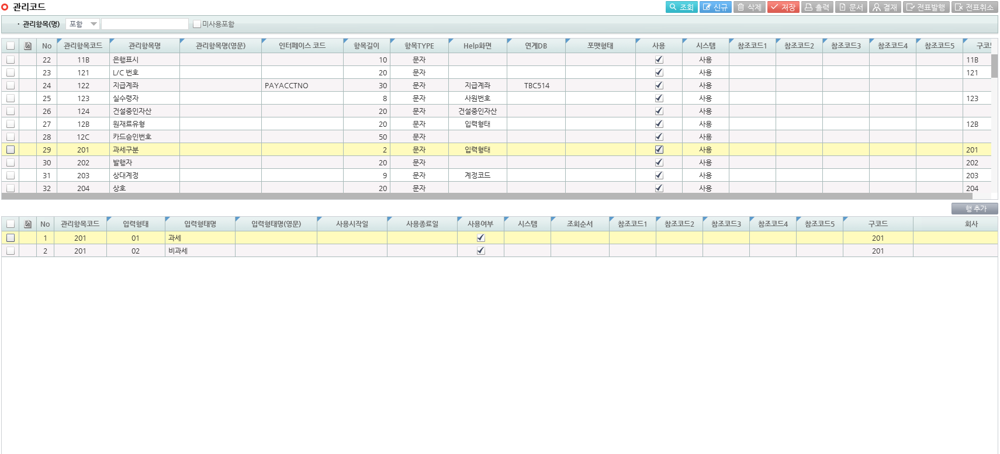 관리코드 조회 신규 삭제 저장 출력 문서 결재 전표발행 전표취소
· 관리항목(명) 포함 미사용포함
No 관리항목코드 관리항목명 관리항목명(영문) 인터페이스 코드 항목길이 항목TYPE Help화면 연계DB 포맷형태 사용 시스템 참조코드1 참조코드2 참조코드3 참조코드4 참조코드5
22 11B 은행표시 10 문자 사용 11B
23 121 L/C 번호 20 문자 사용 121
24 122 지급계좌 PAYACCTNO 30 문자 지급계좌 TBC514 사용
25 123 실수령자 8 문자 사원번호 사용 123
26 124 건설중인자산 20 문자 건설중인자산 사용
27 12B 원재료유형 20 문자 입력형태 사용 12B
28 12C 카드승인번호 50 문자 사용
29 201 과세구분 2 문자 입력형태 사용 201
30 202 발행자 20 문자 사용 202
31 203 상대계정 9 문자 계정코드 사용 203
32 204 상호 20 문자 사용 204
행 추가
No 관리항목코드 입력형태 입력형태명 입력형태명(영문) 사용시작일 사용종료일 사용여부 시스템 조회순서 참조코드1 참조코드2 참조코드3 참조코드4 참조코드5 구코드 회사
1 201 01 과세 201
2 201 02 비과세 201